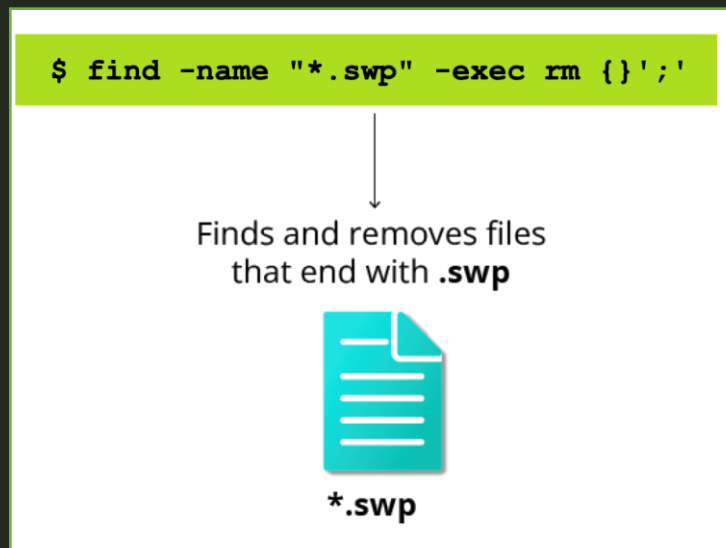 $ find -name "*.swp" -exec rm {}';'
Finds and removes files
that end with .swp
*.swp